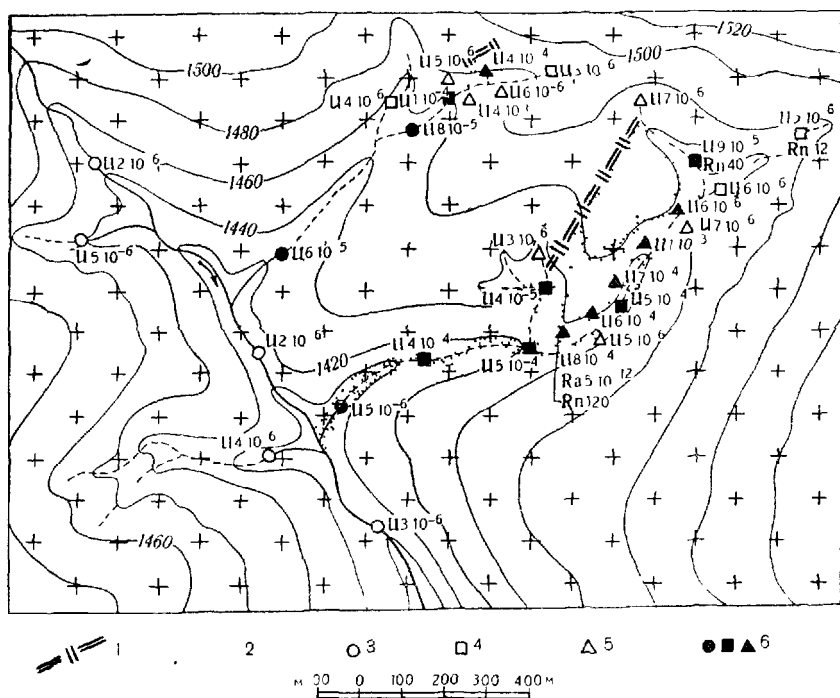 1520
1500
1500
U5 10-6
U4 10-4
U3 10-6
1480
U4 10 6
U1 10-4
U6 10-6
U4 10
U7 10 6
U8 10-5
Rn 12
U9 10 5
Rn 40
U2 10 6
1460
U6 10 6
1440
U6 10 6
U7 10 6
U5 10-6
U3 10 6
U1 10 3
U6 10 5
U7 10 4
U4 10-5
U5 10 4
U6 10 4
U2 10 6
U4 10 4
1420
U5 10-4
U8 10 4
U5 10 6
Ra 5 10 12
Rn 120
U5 10-6
U4 10 6
U3 10-6
1460
1 2 3 4 5 6
М 100 0 100 200 300 400 М